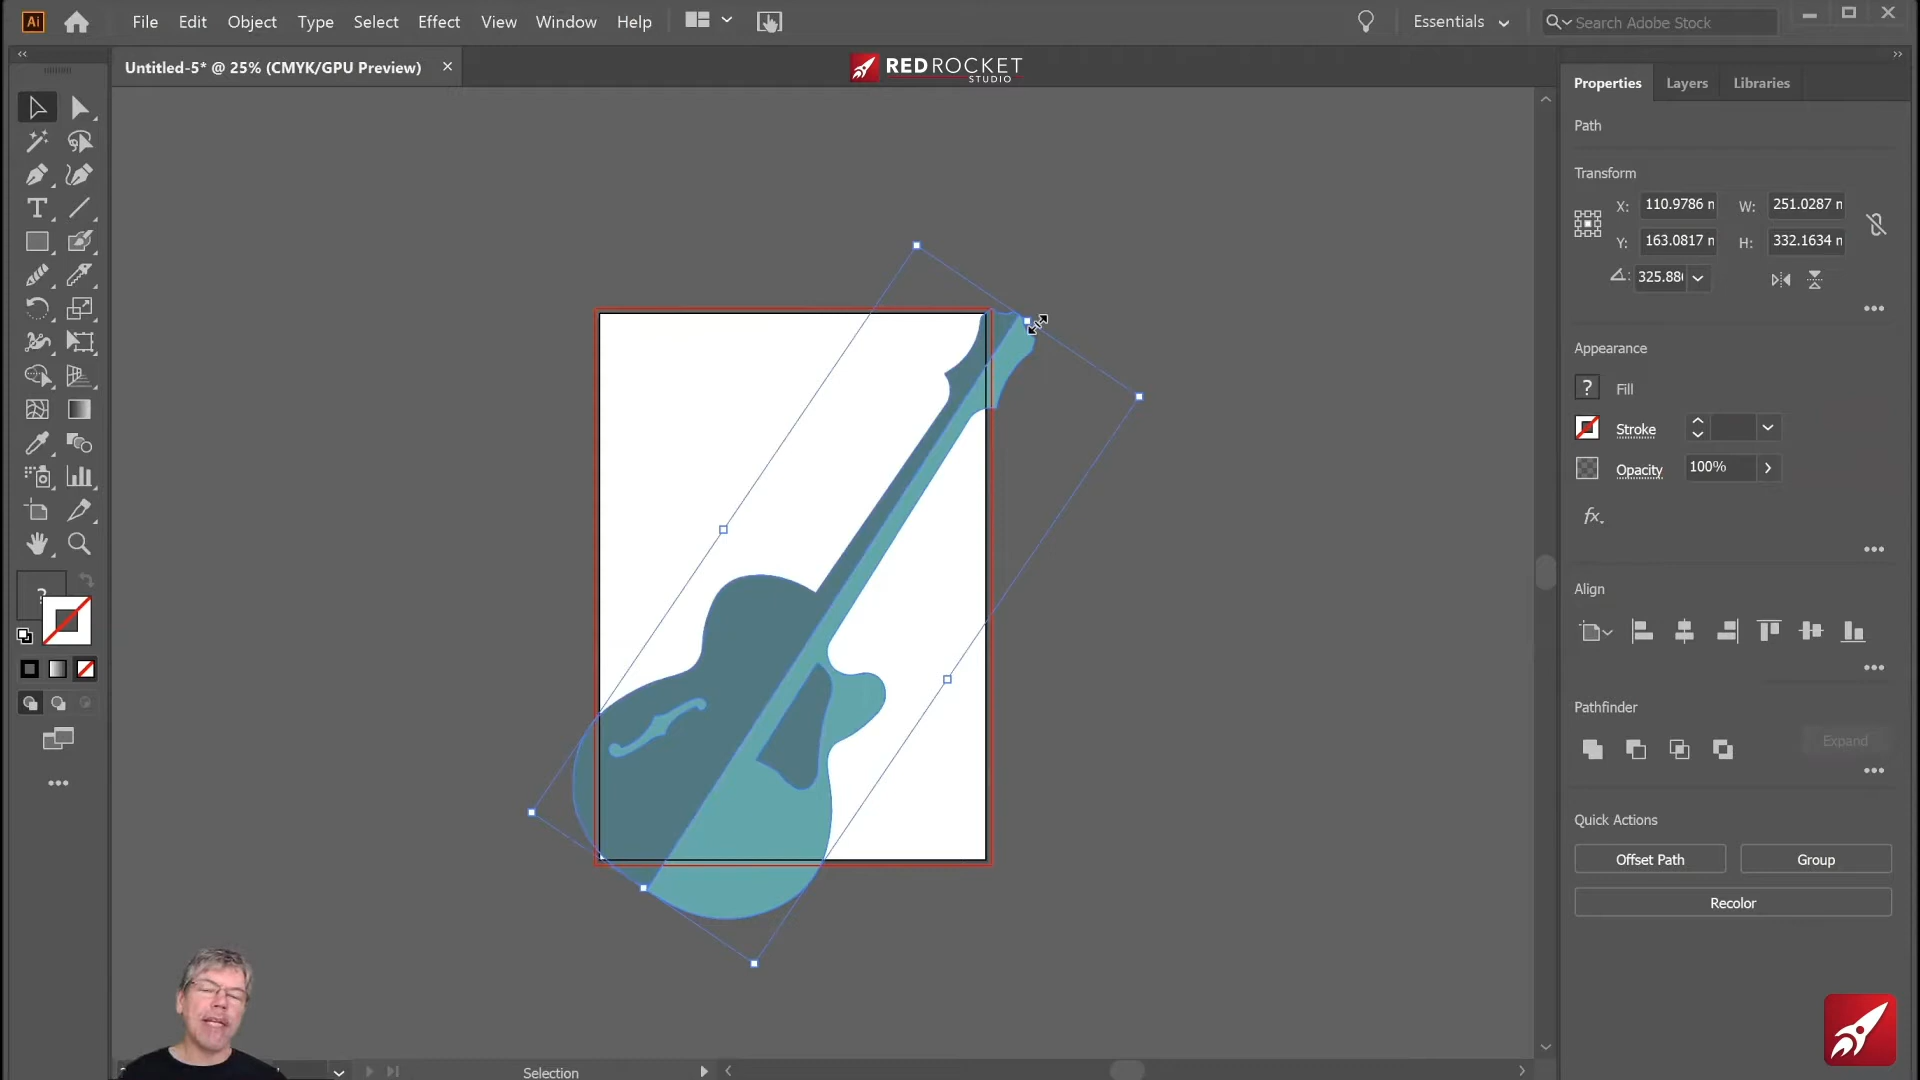 Ai File Edit Object Type Select Effect View Window Help Essentials Search Adobe Stock
Untitled-5* @ 25% (CMYK/GPU Preview)
REDROCKET
STUDIO
Properties Layers Libraries
Path
Transform
X: 110.9786 W: 251.0287
Y: 163.0817 H: 332.1634
325.88
Appearance
? Fill
Stroke
Opacity 100%
fx.
Align
Pathfinder
Expand
Quick Actions
Offset Path Group
Recolor
T
?
Selection